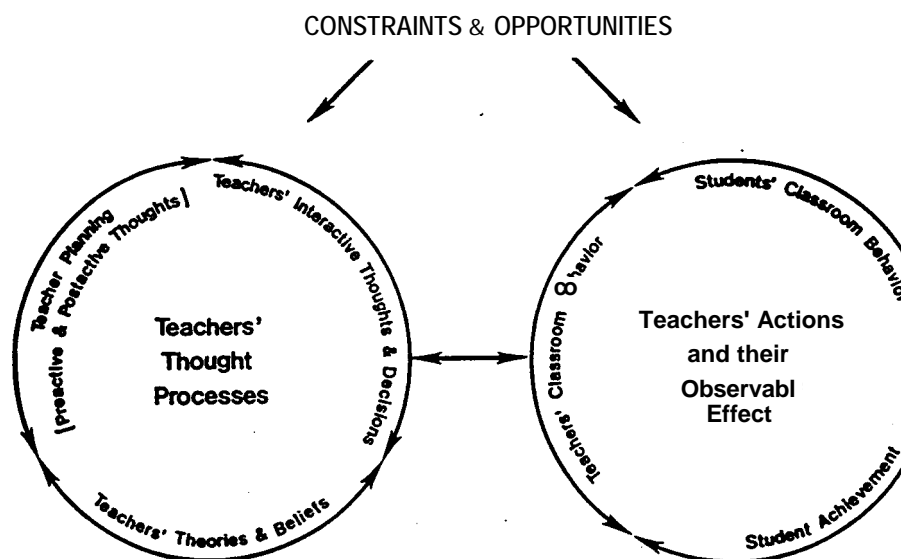 CONSTRAINTS & OPPORTUNITIES
Teacher Planning
[Preactive & Postactive Thoughts]
Teachers' Interactive Thoughts & Decisions
Teachers' Theories & Beliefs
Teachers'
Thought
Processes
Teachers' Classroom 8havior
Students' Classroom Behavior
Student Achievement
Teachers' Actions
and their
Observabl
Effect